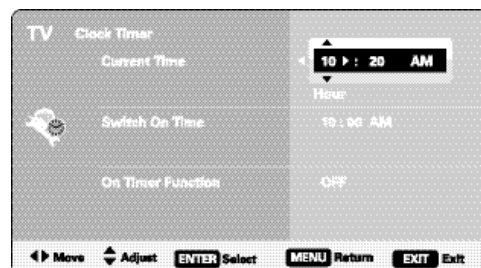 TV Clock Timer
Current Time 10 : 20 AM
Hour
Switch On Time 10 : 00 AM
On Timer Function OFF
Move Adjust ENTER Select MENU Return EXIT Exit